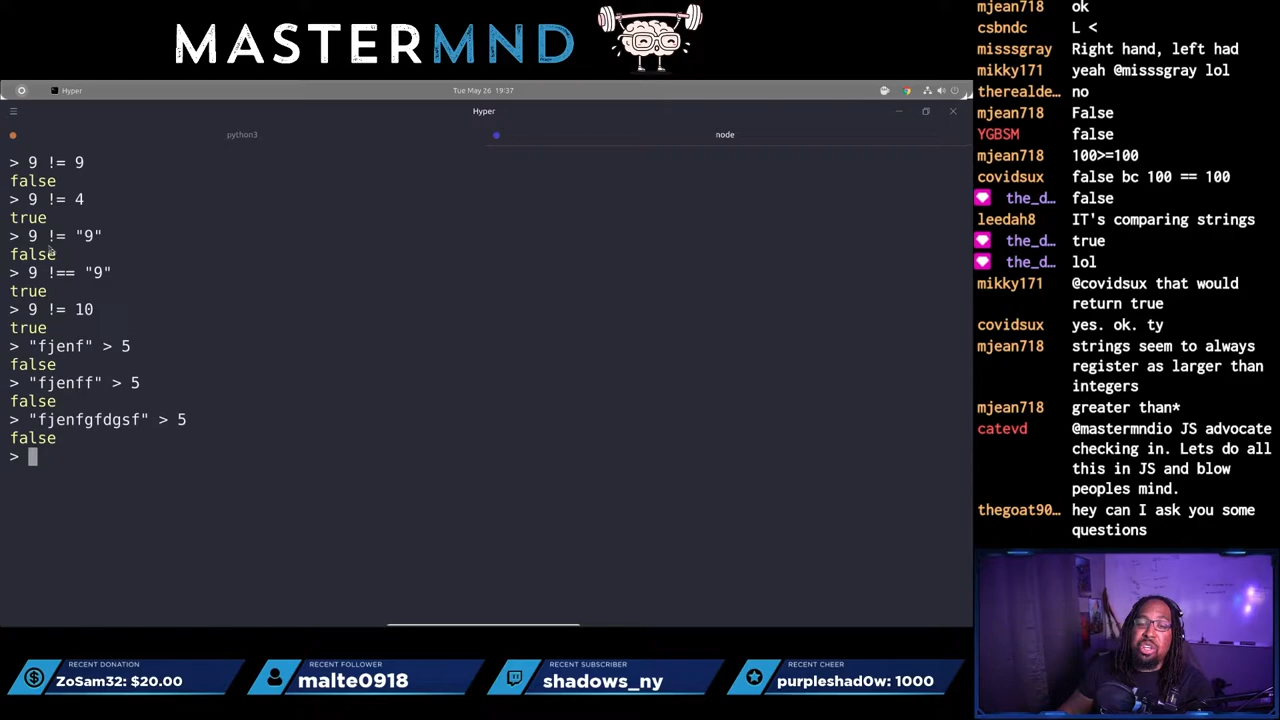 MASTERMND
Hyper
Tue May 26 19:37
Hyper
python3
node
> 9 != 9
false
> 9 != 4
true
> 9 != "9"
false
> 9 !== "9"
true
> 9 != 10
true
> "fjenf" > 5
false
> "fjenff" > 5
false
> "fjenfgfdgsf" > 5
false
>
mjean718 ok
csbndc L <
misssgray Right hand, left had
mikky171 yeah @misssgray lol
therealde… no
mjean718 False
YGBSM false
mjean718 100>=100
covidsux false bc 100 == 100
the_d… false
leedah8 IT's comparing strings
the_d… true
the_d… lol
mikky171 @covidsux that would
return true
covidsux yes. ok. ty
mjean718 strings seem to always
register as larger than
integers
mjean718 greater than*
catevd @mastermndio JS advocate
checking in. Lets do all
this in JS and blow
peoples mind.
thegoat90… hey can I ask you some
questions
RECENT DONATION
ZoSam32: $20.00
RECENT FOLLOWER
malte0918
RECENT SUBSCRIBER
shadows_ny
RECENT CHEER
purpleshad0w: 1000